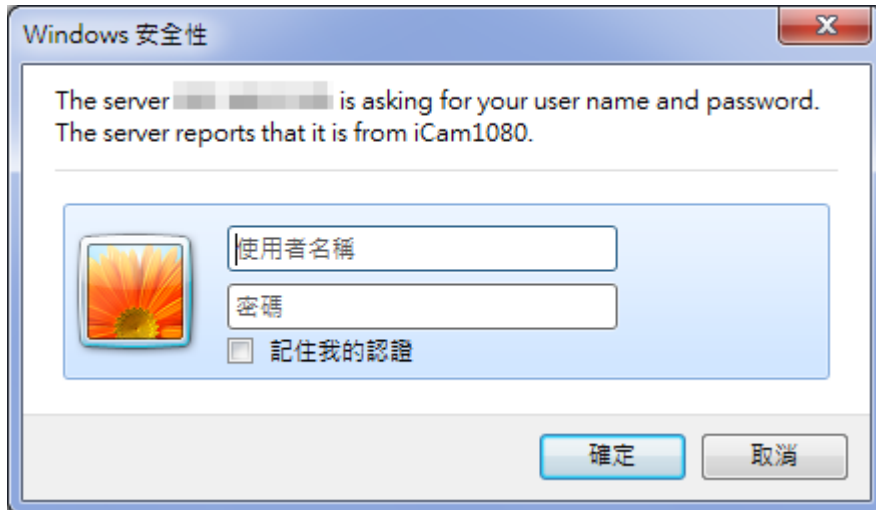 Windows 安全性
The server is asking for your user name and password.
The server reports that it is from iCam1080.
使用者名稱
密碼
記住我的認證
確定
取消